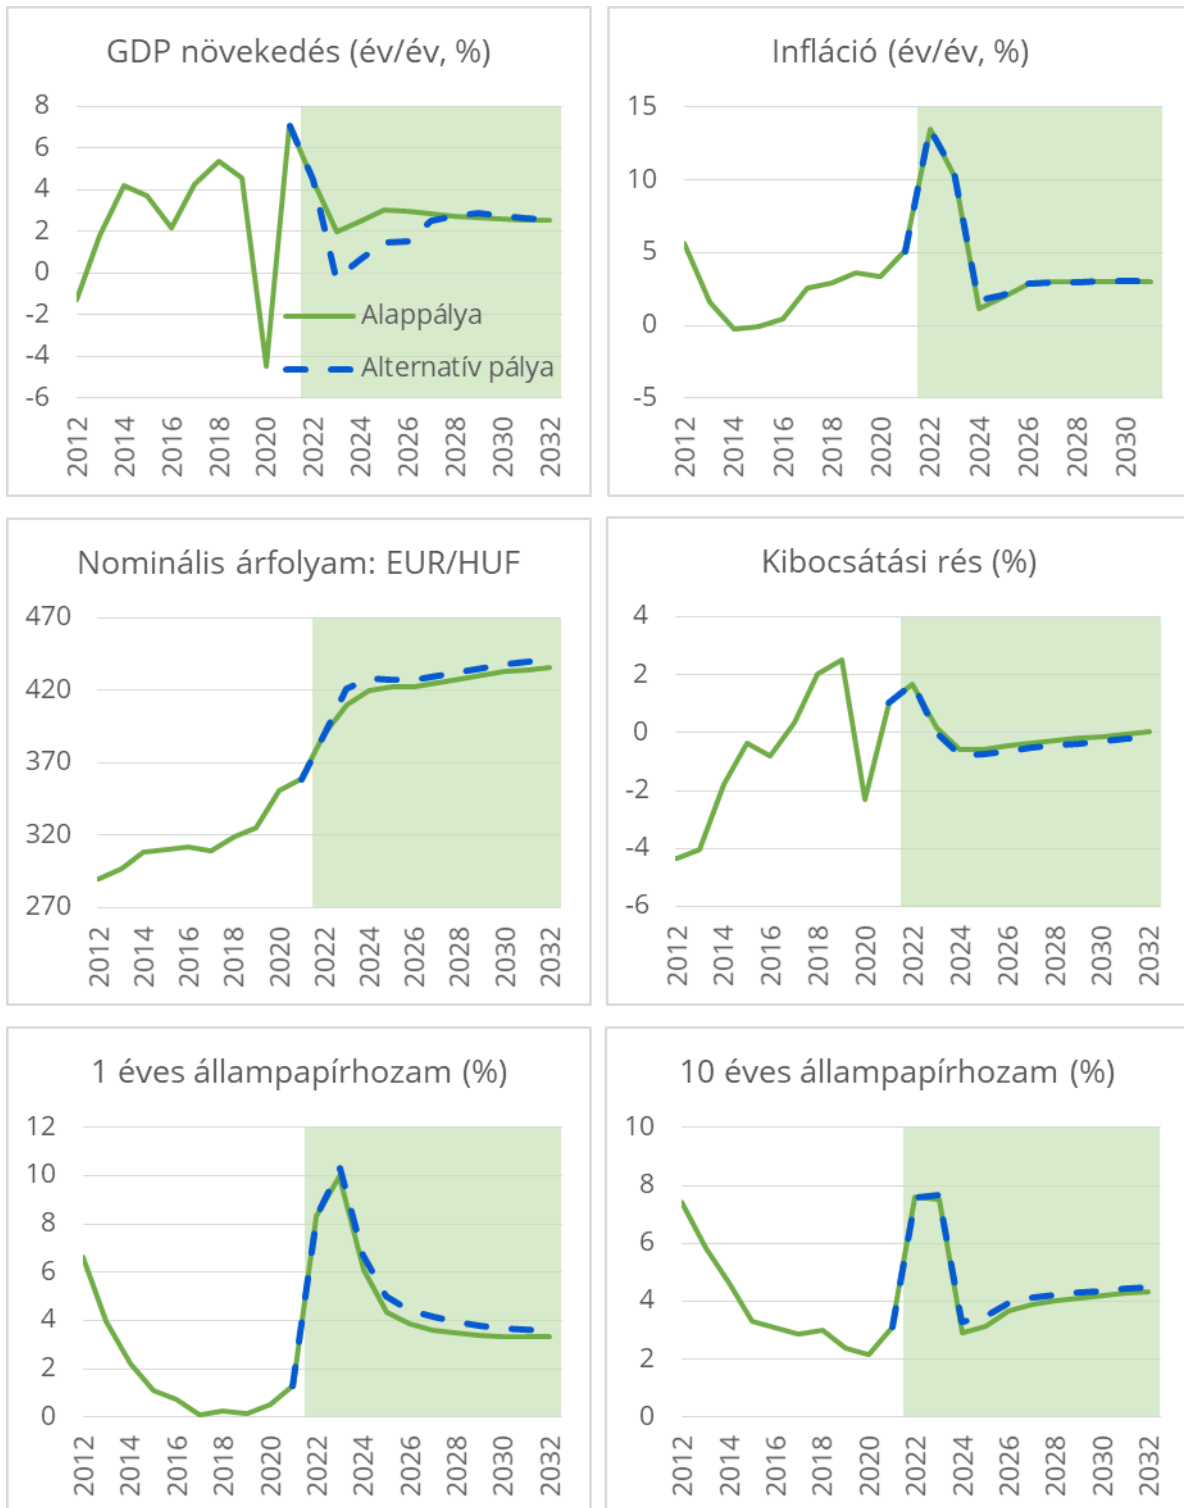 GDP növekedés (év/év, %)
8
6
4
2
0
-2
-4
-6
Alappálya
Alternatív pálya
2012 2014 2016 2018 2020 2022 2024 2026 2028 2030 2032
Infláció (év/év, %)
15
10
5
0
-5
2012 2014 2016 2018 2020 2022 2024 2026 2028 2030
Nominális árfolyam: EUR/HUF
470
420
370
320
270
2012 2014 2016 2018 2020 2022 2024 2026 2028 2030 2032
Kibocsátási rés (%)
4
2
0
-2
-4
-6
2012 2014 2016 2018 2020 2022 2024 2026 2028 2030 2032
1 éves állampapírhozam (%)
12
10
8
6
4
2
0
2012 2014 2016 2018 2020 2022 2024 2026 2028 2030 2032
10 éves állampapírhozam (%)
10
8
6
4
2
0
2012 2014 2016 2018 2020 2022 2024 2026 2028 2030 2032